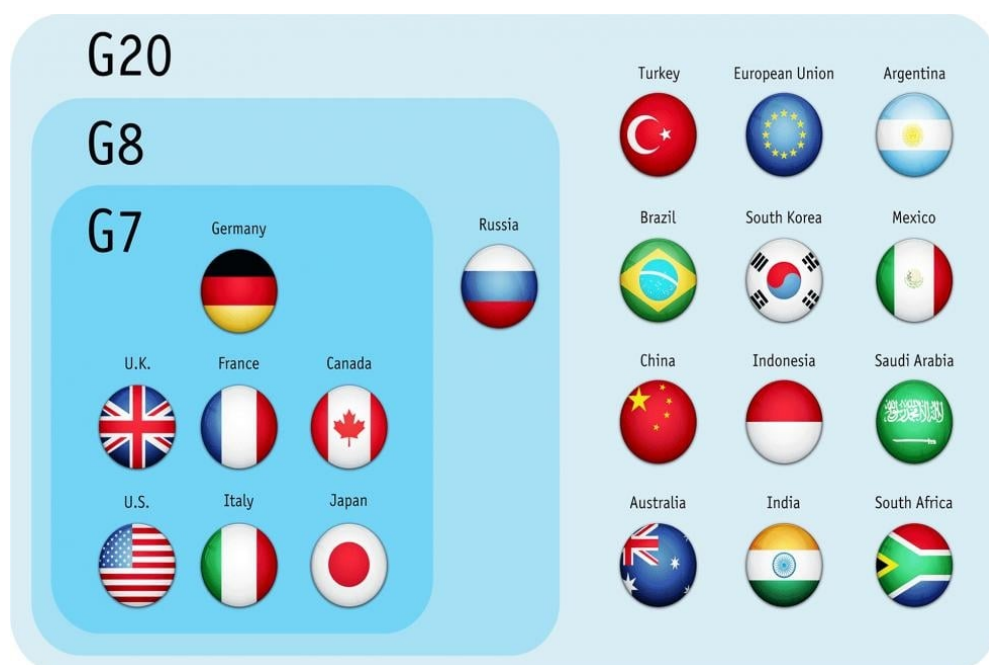 G20
G8
G7
Germany
U.K.
France
Canada
U.S.
Italy
Japan
Russia
Turkey
European Union
Argentina
Brazil
South Korea
Mexico
China
Indonesia
Saudi Arabia
Australia
India
South Africa